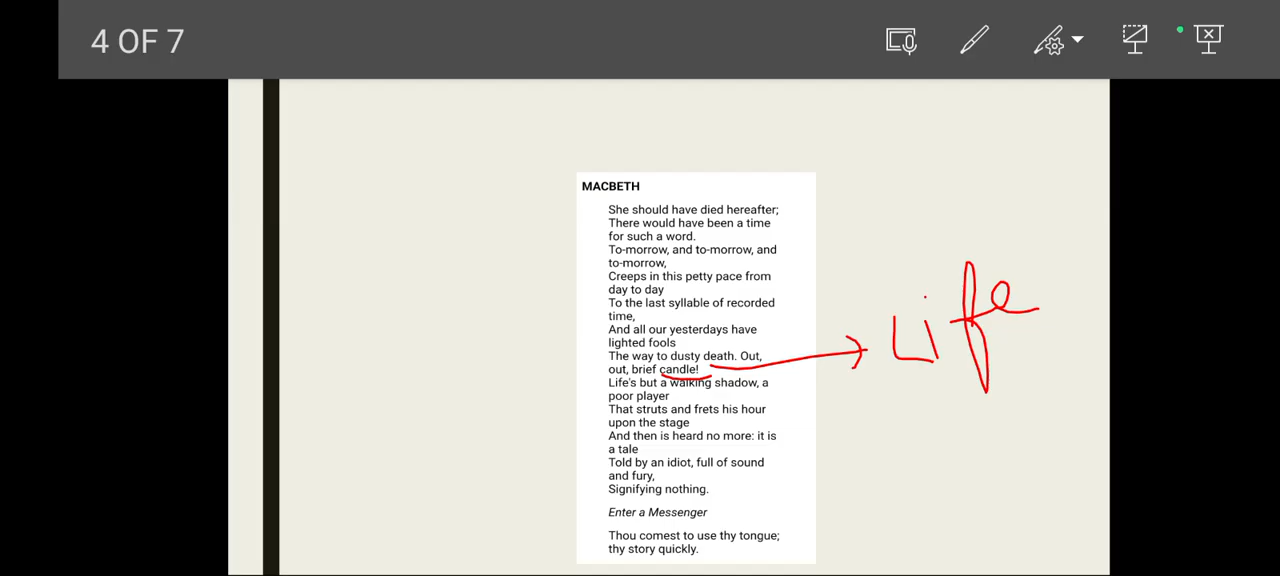 4 OF 7
MACBETH
She should have died hereafter;
There would have been a time
for such a word.
To-morrow, and to-morrow, and
to-morrow,
Creeps in this petty pace from
day to day
To the last syllable of recorded
time,
And all our yesterdays have
lighted fools
The way to dusty death. Out,
out, brief candle!
Life's but a walking shadow, a
poor player
That struts and frets his hour
upon the stage
And then is heard no more: it is
a tale
Told by an idiot, full of sound
and fury,
Signifying nothing.
Enter a Messenger
Thou comest to use thy tongue;
thy story quickly.
Life